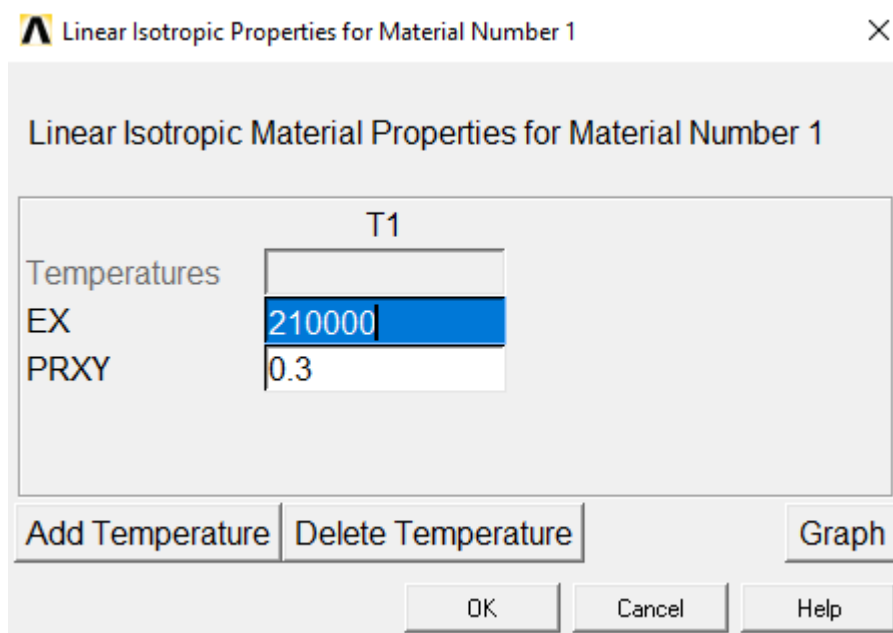 Linear Isotropic Properties for Material Number 1
Linear Isotropic Material Properties for Material Number 1
T1
Temperatures
EX 210000
PRXY 0.3
Add Temperature Delete Temperature Graph
OK Cancel Help